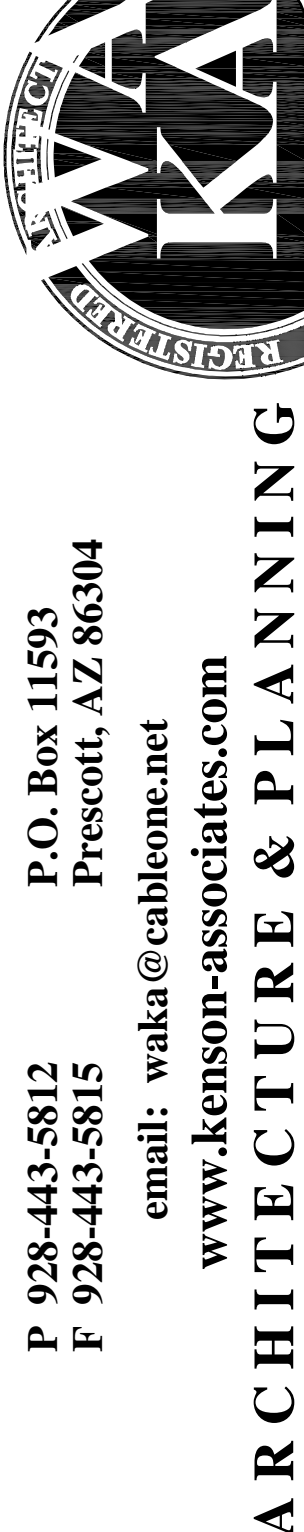 REGISTERED ARCHITECT
WA
KA
P 928-443-5812 P.O. Box 11593
F 928-443-5815 Prescott, AZ 86304
email: waka@cableone.net
www.kenson-associates.com
ARCHITECTURE & PLANNING